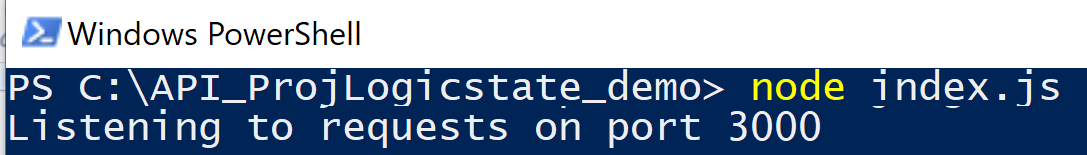 Windows PowerShell
PS C:\API_ProjLogicstate_demo> node index.js
Listening to requests on port 3000